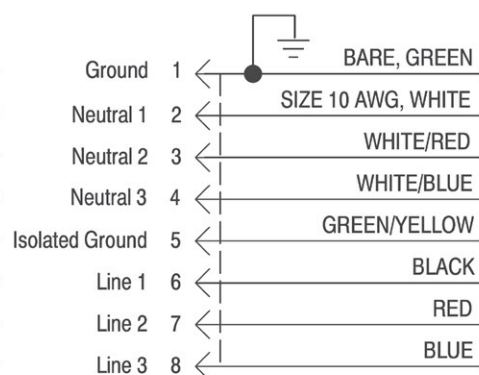 Ground 1 BARE, GREEN
Neutral 1 2 SIZE 10 AWG, WHITE
Neutral 2 3 WHITE/RED
Neutral 3 4 WHITE/BLUE
Isolated Ground 5 GREEN/YELLOW
Line 1 6 BLACK
Line 2 7 RED
Line 3 8 BLUE